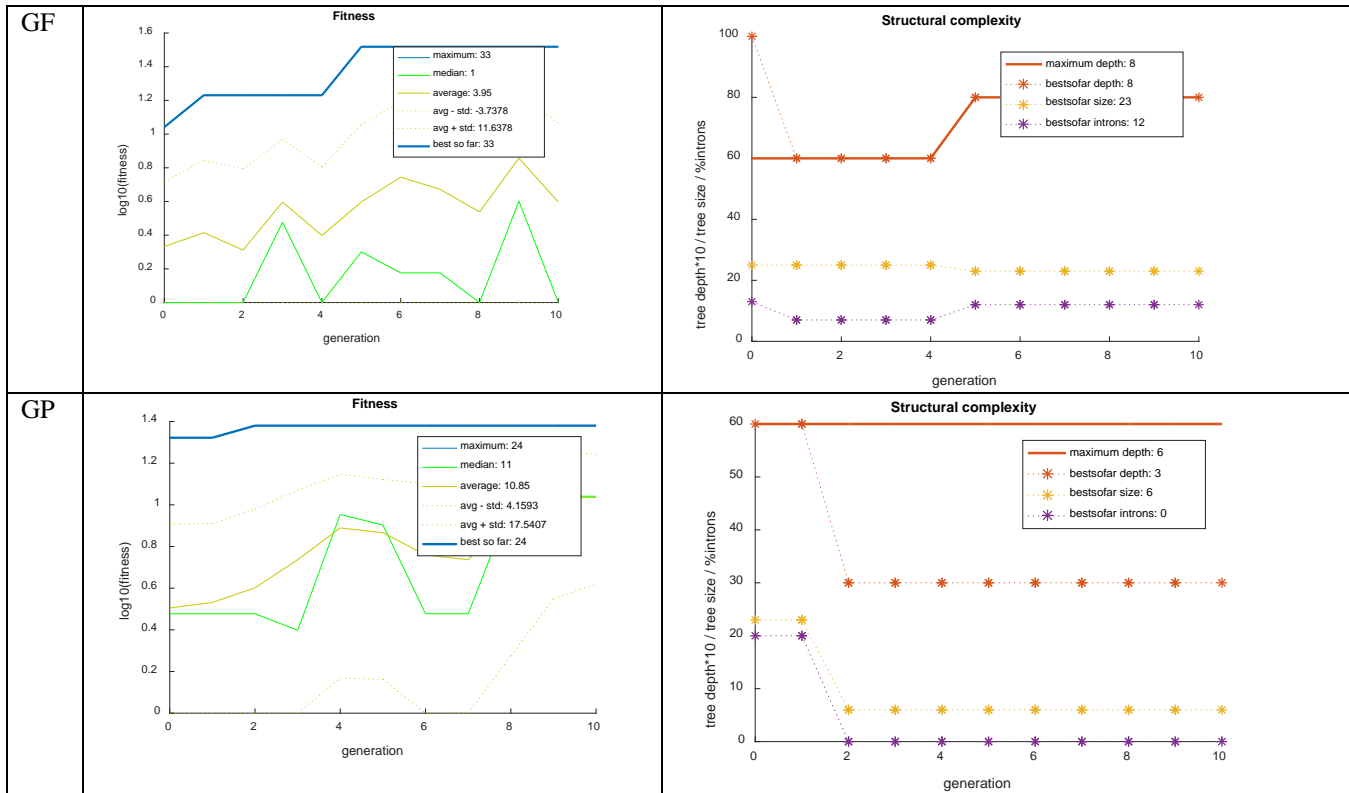 GF
Fitness
1.6
1.4
1.2
1
0.8
0.6
0.4
0.2
0
log10(fitness)
maximum: 33
median: 1
average: 3.95
avg - std: -3.7378
avg + std: 11.6378
best so far: 33
0 2 4 6 8 10
generation
Structural complexity
100
80
60
40
20
0
tree depth*10 / tree size / %introns
maximum depth: 8
bestsofar depth: 8
bestsofar size: 23
bestsofar introns: 12
0 2 4 6 8 10
generation
GP
Fitness
1.4
1.2
1
0.8
0.6
0.4
0.2
0
log10(fitness)
maximum: 24
median: 11
average: 10.85
avg - std: 4.1593
avg + std: 17.5407
best so far: 24
0 2 4 6 8 10
generation
Structural complexity
60
50
40
30
20
10
0
tree depth*10 / tree size / %introns
maximum depth: 6
bestsofar depth: 3
bestsofar size: 6
bestsofar introns: 0
0 2 4 6 8 10
generation